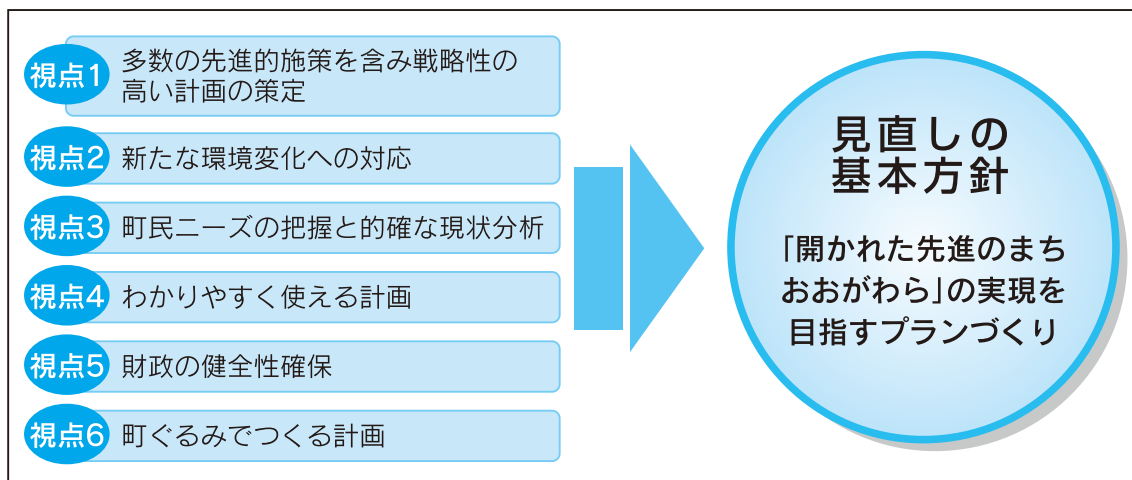 視点1
多数の先進的施策を含み戦略性の
高い計画の策定
視点2
新たな環境変化への対応
視点3
町民ニーズの把握と的確な現状分析
視点4
わかりやすく使える計画
視点5
財政の健全性確保
視点6
町ぐるみでつくる計画
見直しの
基本方針
「開かれた先進のまち
おおがわら」の実現を
目指すプランづくり